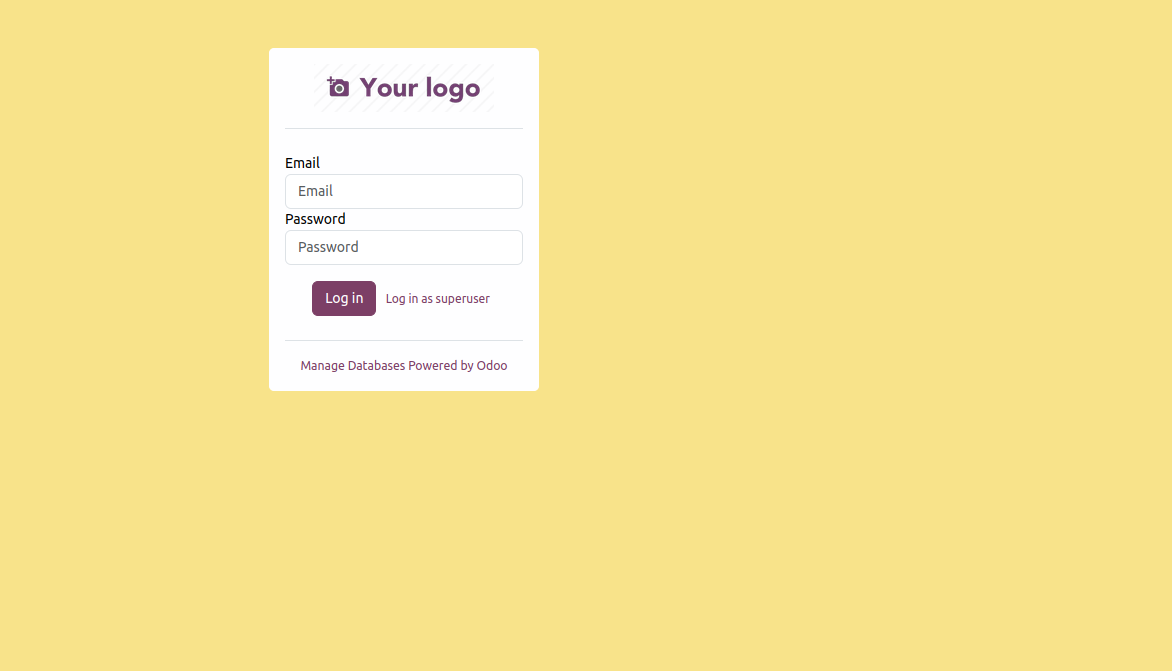 Your logo
Email
Email
Password
Password
Log in Log in as superuser
Manage Databases Powered by Odoo